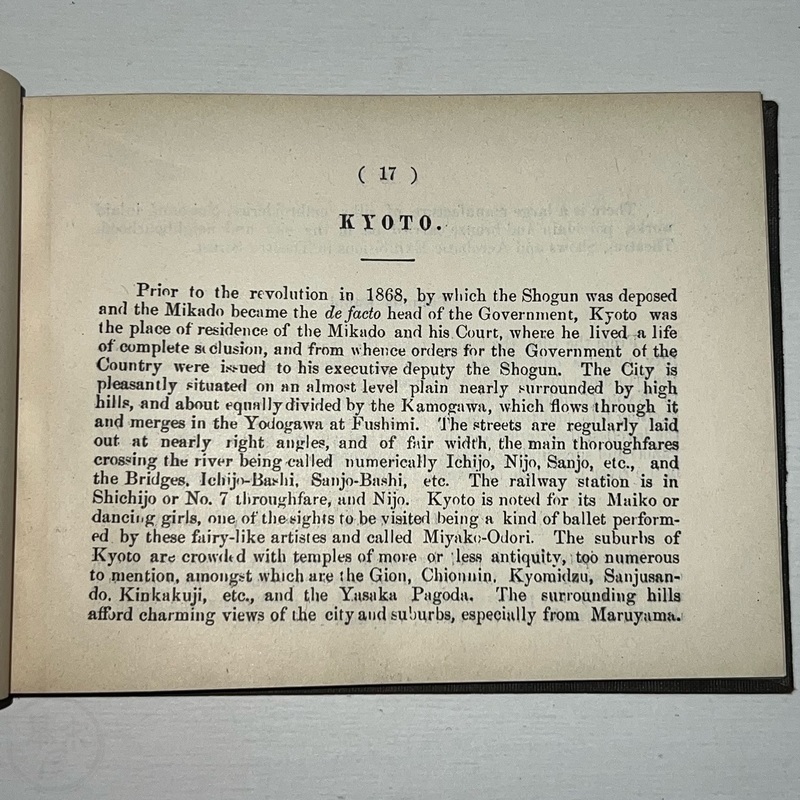 ( 17 )
KYOTO.
Prior to the revolution in 1868, by which the Shogun was deposed
and the Mikado became the de facto head of the Government, Kyoto was
the place of residence of the Mikado and his Court, where he lived a life
of complete seclusion, and from whence orders for the Government of the
Country were issued to his executive deputy the Shogun. The City is
pleasantly situated on an almost level plain nearly surrounded by high
hills, and about equally divided by the Kamogawa, which flows through it
and merges in the Yodogawa at Fushimi. The streets are regularly laid
out at nearly right angles, and of fair width, the main thoroughfares
crossing the river being called numerically Ichijo, Nijo, Sanjo, etc., and
the Bridges, Ichijo-Bashi, Sanjo-Bashi, etc. The railway station is in
Shichijo or No. 7 throughfare, and Nijo. Kyoto is noted for its Maiko or
dancing girls, one of the sights to be visited being a kind of ballet perform-
ed by these fairy-like artistes and called Miyako-Odori. The suburbs of
Kyoto are crowded with temples of more or less antiquity, too numerous
to mention, amongst which are the Gion, Chionnin, Kyomidzu, Sanjusan-
do, Kinkakuji, etc., and the Yasaka Pagoda. The surrounding hills
afford charming views of the city and suburbs, especially from Maruyama.